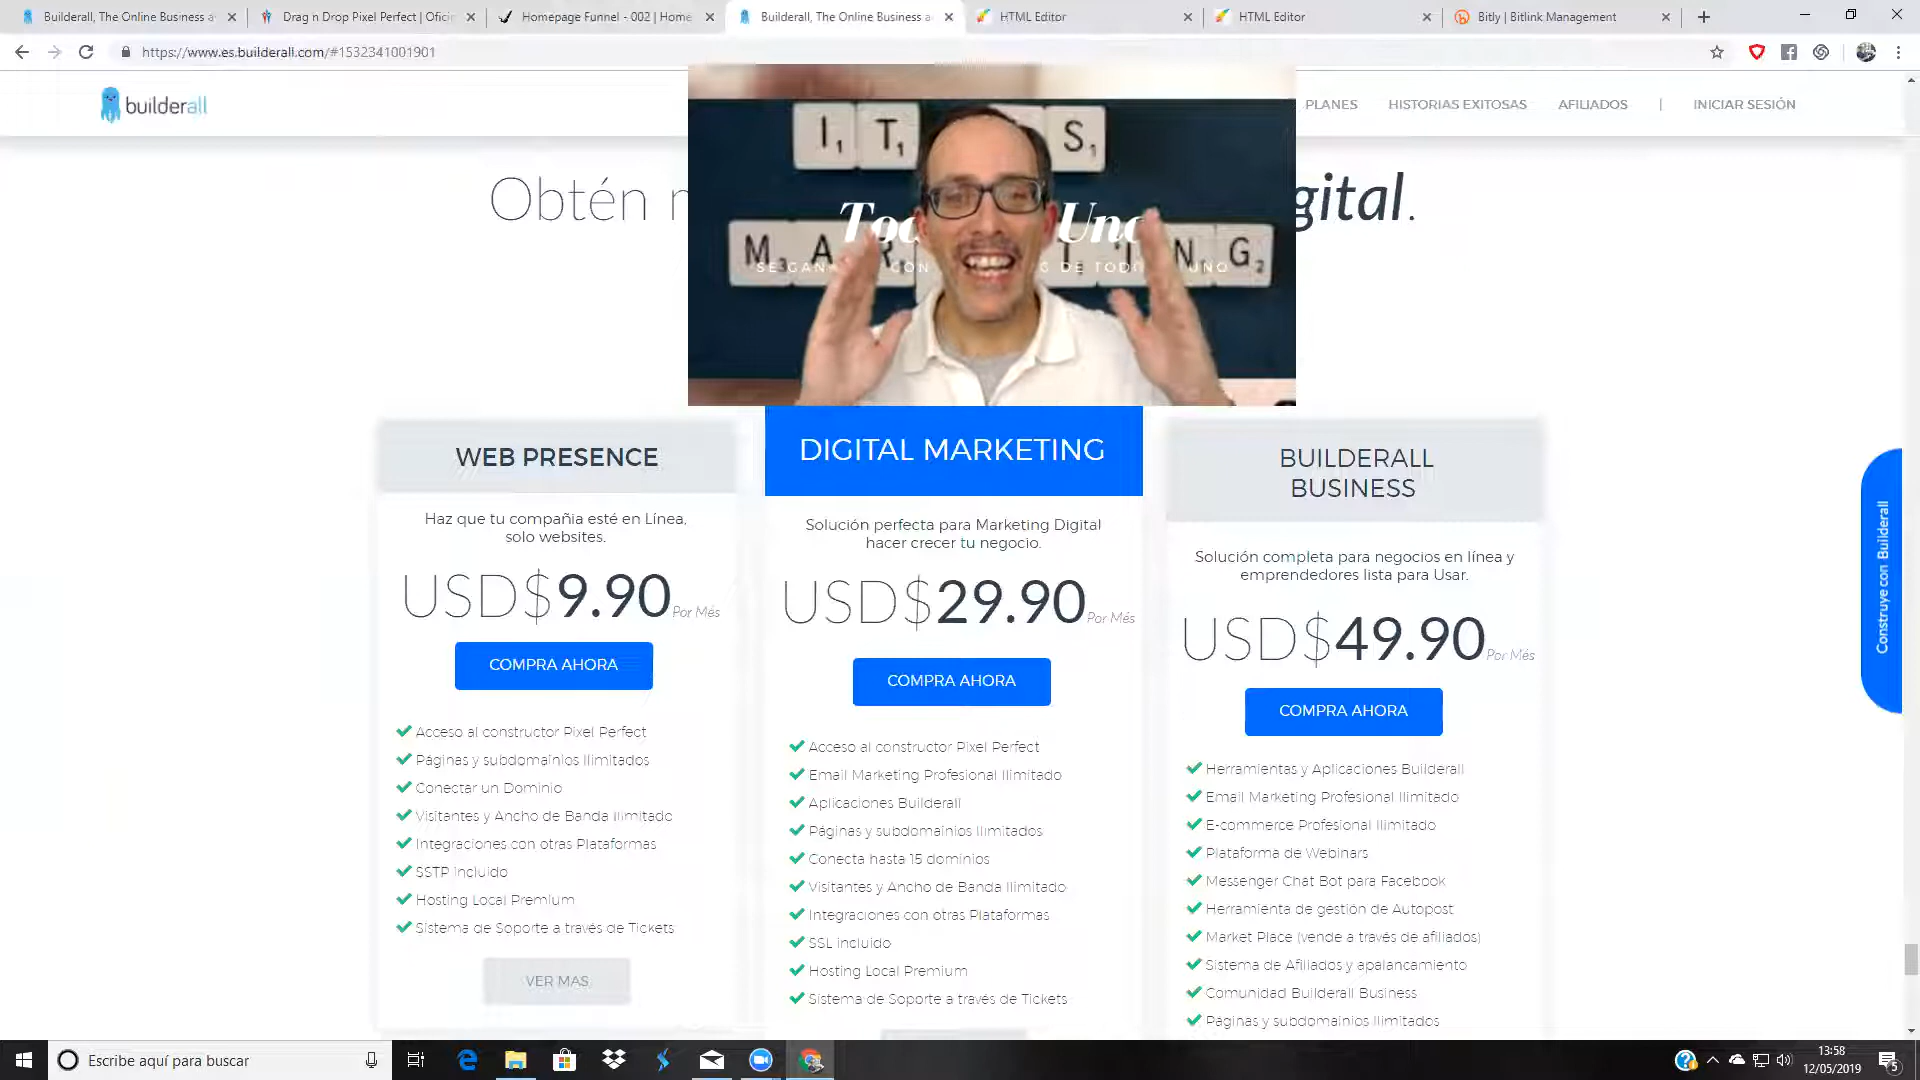 Builderall, The Online Business a
Drag n Drop Pixel Perfect | Ofici
Homepage Funnel - 002 | Home
Builderall, The Online Business a
HTML Editor
HTML Editor
Bitly | Bitlink Management
https://www.es.builderall.com/#1532341001901
builderall
PLANES
HISTORIAS EXITOSAS
AFILIADOS
|
INICIAR SESIÓN
IT S
MAR TING
SE GAN CON G DE TODO UNO
Obtén
gital.
WEB PRESENCE
Haz que tu compañia esté en Línea,
solo websites.
USD$9.90 Por Més
COMPRA AHORA
Acceso al constructor Pixel Perfect
Páginas y subdomainios Ilimitados
Conectar un Dominio
Visitantes y Ancho de Banda Ilimitado
Integraciones con otras Plataformas
SSTP incluido
Hosting Local Premium
Sistema de Soporte a través de Tickets
VER MAS
DIGITAL MARKETING
Solución perfecta para Marketing Digital
hacer crecer tu negocio.
USD$29.90 Por Més
COMPRA AHORA
Acceso al constructor Pixel Perfect
Email Marketing Profesional Ilimitado
Aplicaciones Builderall
Páginas y subdomainios Ilimitados
Conecta hasta 15 dominios
Visitantes y Ancho de Banda Ilimitado
Integraciones con otras Plataformas
SSL incluido
Hosting Local Premium
Sistema de Soporte a través de Tickets
BUILDERALL
BUSINESS
Solución completa para negocios en línea y
emprendedores lista para Usar.
USD$49.90 Por Més
COMPRA AHORA
Herramientas y Aplicaciones Builderall
Email Marketing Profesional Ilimitado
E-commerce Profesional Ilimitado
Plataforma de Webinars
Messenger Chat Bot para Facebook
Herramienta de gestión de Autopost
Market Place (vende a través de afiliados)
Sistema de Afiliados y apalancamiento
Comunidad Builderall Business
Páginas y subdomainios Ilimitados
Construye con Builderall
Escribe aquí para buscar
13:58
12/05/2019
5